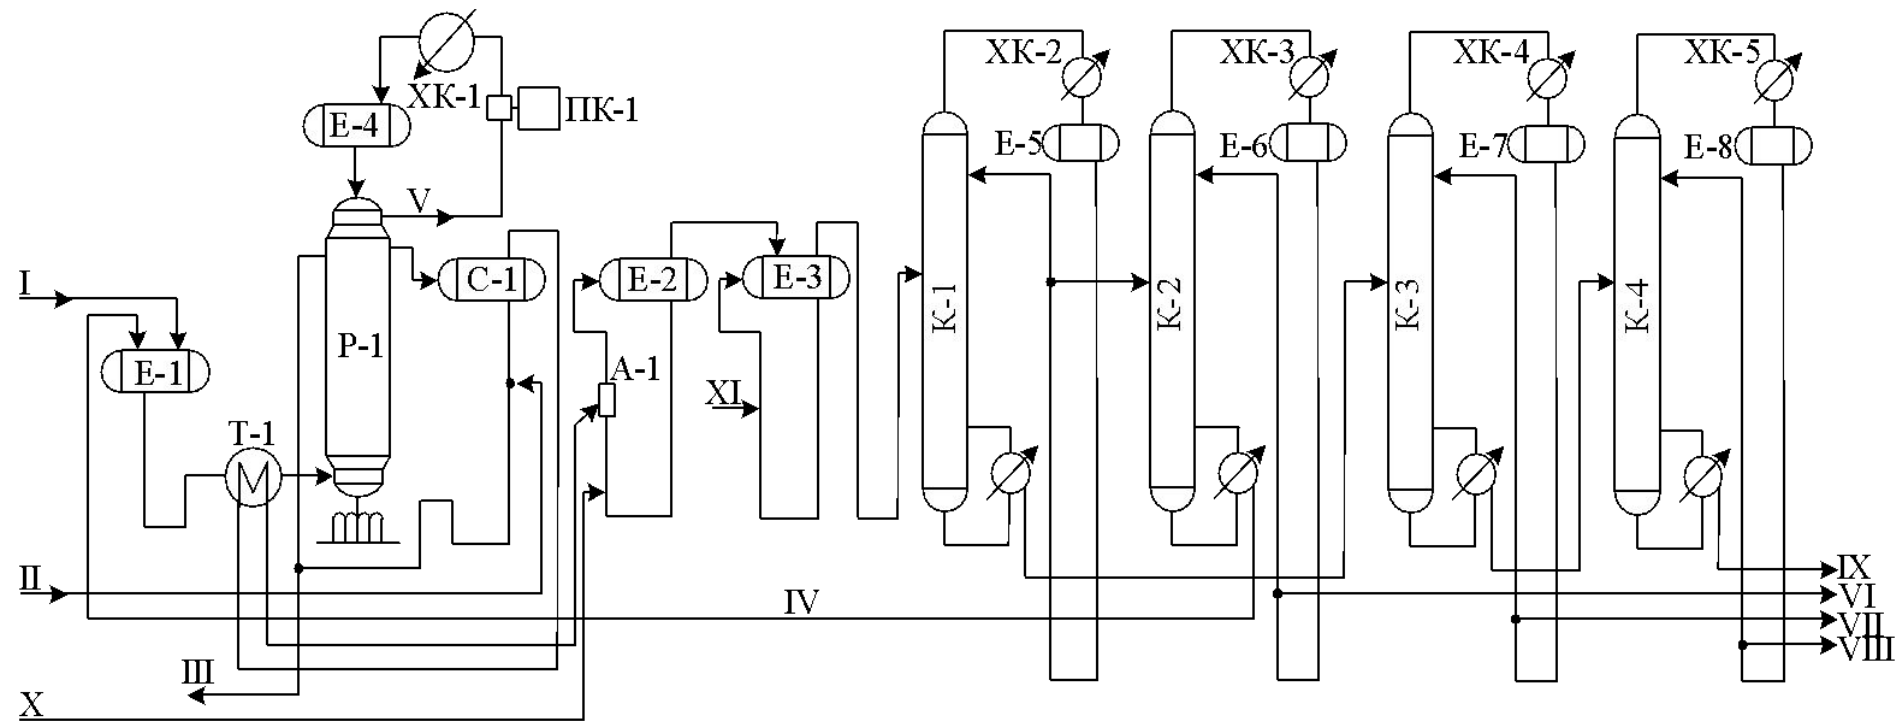 ХК-1
ХК-2
ХК-3
ХК-4
ХК-5
Е-4
ПК-1
Е-5
Е-6
Е-7
Е-8
V
I
С-1
Е-2
Е-3
К-1
К-2
К-3
К-4
Р-1
Е-1
А-1
XI
Т-1
II
IV
III
X
IX
VI
VII
VIII